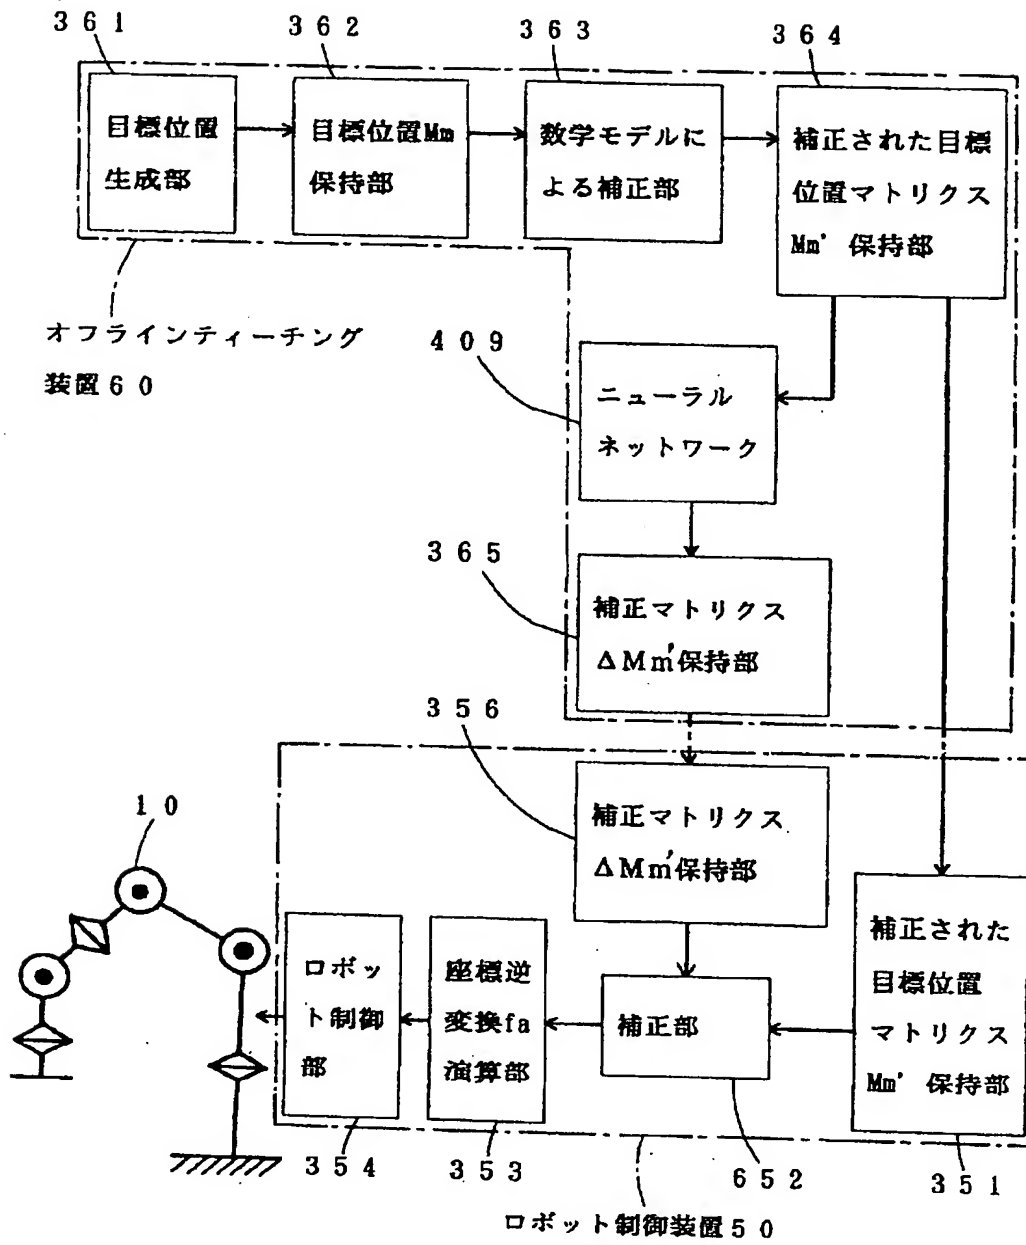 361
362
363
364
目標位置
生成部
目標位置Mm
保持部
数学モデルに
よる補正部
補正された目標
位置マトリクス
Mm' 保持部
オフラインティーチング
装置60
409
ニューラル
ネットワーク
365
補正マトリクス
ΔMm'保持部
356
補正マトリクス
ΔMm'保持部
10
ロボッ
ト制御
部
座標逆
変換fa
演算部
補正部
補正された
目標位置
マトリクス
Mm' 保持部
354
353
652
351
ロボット制御装置50